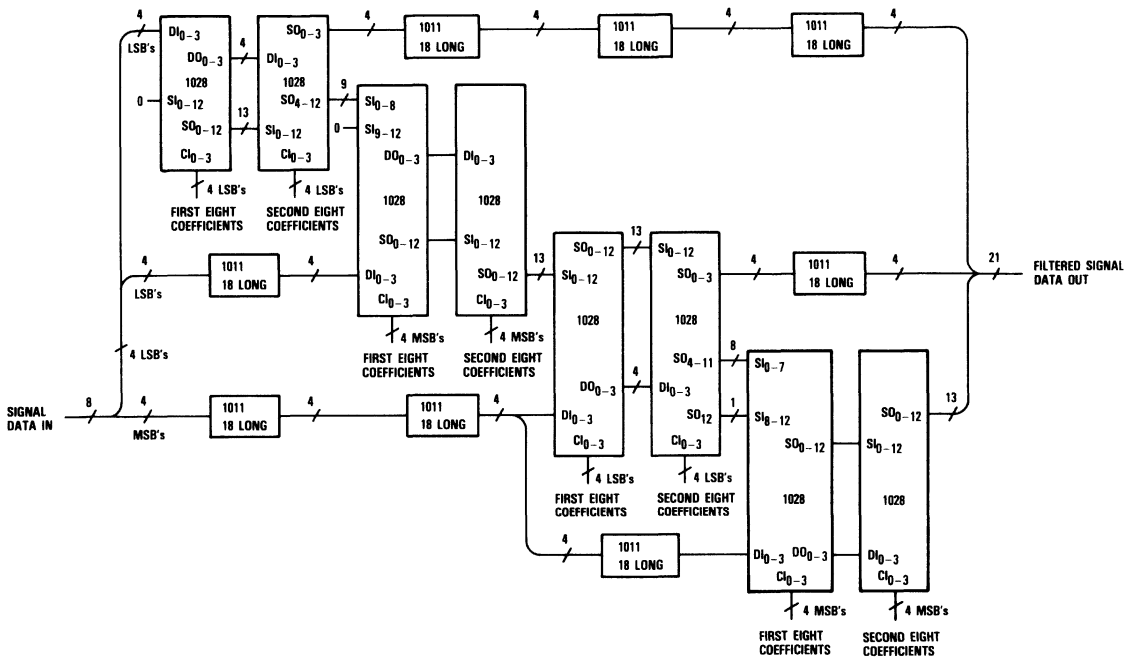 4
LSB's
DI0–3
DO0–3
1028
SI0–12
SO0–12
CI0–3
0
4 LSB's
FIRST EIGHT
COEFFICIENTS
4
13
SO0–3
DI0–3
1028
SO4–12
SI0–12
CI0–3
4 LSB's
SECOND EIGHT
COEFFICIENTS
4
1011
18 LONG
4
1011
18 LONG
4
1011
18 LONG
4
9
0
SI0–8
SI9–12
DO0–3
1028
SO0–12
DI0–3
CI0–3
4 MSB's
FIRST EIGHT
COEFFICIENTS
DI0–3
1028
SI0–12
SO0–12
CI0–3
4 MSB's
SECOND EIGHT
COEFFICIENTS
4
LSB's
1011
18 LONG
4
4 LSB's
13
SO0–12
SI0–12
1028
DO0–3
DI0–3
CI0–3
4 LSB's
FIRST EIGHT
COEFFICIENTS
13
4
SI0–12
SO0–3
1028
SO4–11
DI0–3
SO12
CI0–3
4 LSB's
SECOND EIGHT
COEFFICIENTS
4
1011
18 LONG
4
21
FILTERED SIGNAL
DATA OUT
SIGNAL
DATA IN
8
4
MSB's
1011
18 LONG
4
1011
18 LONG
4
8
1
SI0–7
SI8–12
SO0–12
1028
DI0–3
DO0–3
CI0–3
4 MSB's
FIRST EIGHT
COEFFICIENTS
SO0–12
SI0–12
1028
DI0–3
CI0–3
4 MSB's
SECOND EIGHT
COEFFICIENTS
13
4
1011
18 LONG